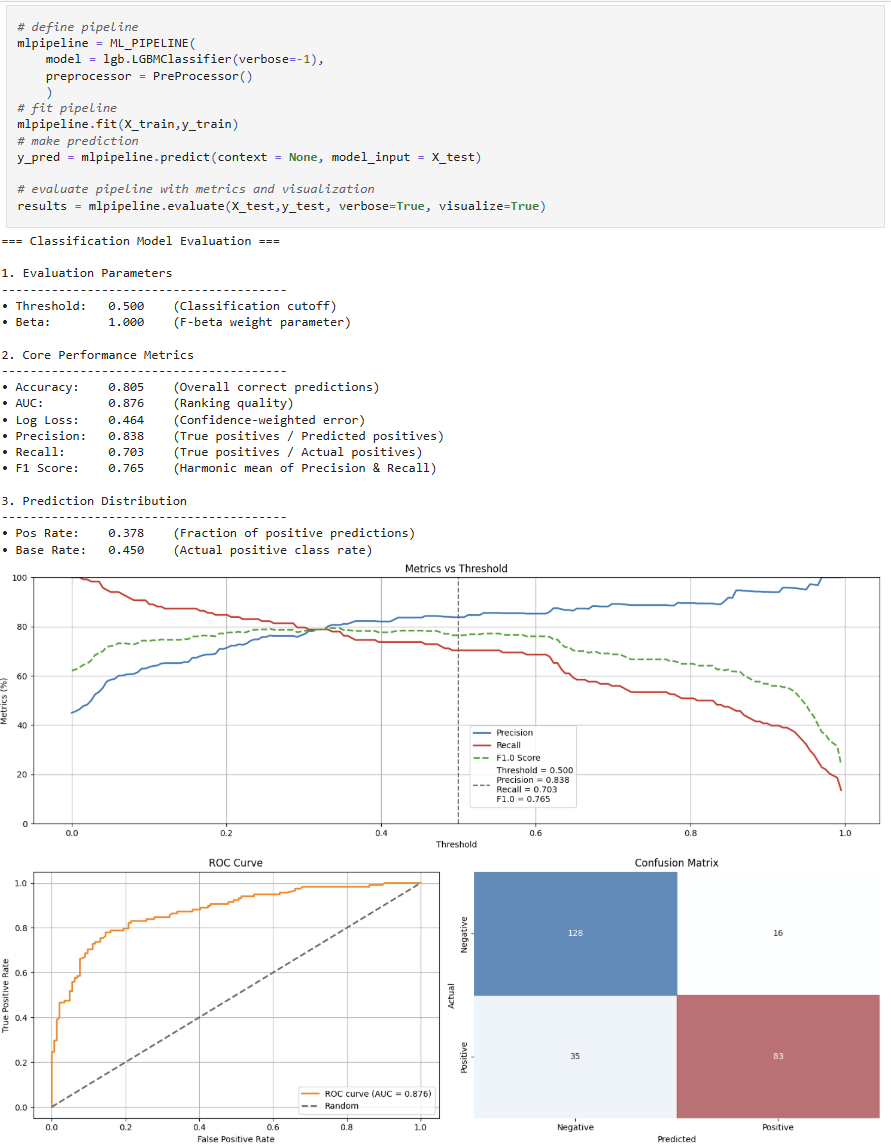 # define pipeline
mlpipeline = ML_PIPELINE(
    model = lgb.LGBMClassifier(verbose=-1),
    preprocessor = PreProcessor()
    )
# fit pipeline
mlpipeline.fit(X_train,y_train)
# make prediction
y_pred = mlpipeline.predict(context = None, model_input = X_test)

# evaluate pipeline with metrics and visualization
results = mlpipeline.evaluate(X_test,y_test, verbose=True, visualize=True)
=== Classification Model Evaluation ===

1. Evaluation Parameters
----------------------------------------
• Threshold:   0.500    (Classification cutoff)
• Beta:        1.000    (F-beta weight parameter)

2. Core Performance Metrics
----------------------------------------
• Accuracy:    0.805    (Overall correct predictions)
• AUC:         0.876    (Ranking quality)
• Log Loss:    0.464    (Confidence-weighted error)
• Precision:   0.838    (True positives / Predicted positives)
• Recall:      0.703    (True positives / Actual positives)
• F1 Score:    0.765    (Harmonic mean of Precision & Recall)

3. Prediction Distribution
----------------------------------------
• Pos Rate:    0.378    (Fraction of positive predictions)
• Base Rate:   0.450    (Actual positive class rate)
Metrics vs Threshold
100
80
60
40
20
0
Metrics (%)
Precision
Recall
F1.0 Score
Threshold = 0.500
Precision = 0.838
Recall = 0.703
F1.0 = 0.765
0.0 0.2 0.4 0.6 0.8 1.0
Threshold
ROC Curve
1.0
0.8
0.6
0.4
0.2
0.0
True Positive Rate
ROC curve (AUC = 0.876)
Random
0.0 0.2 0.4 0.6 0.8 1.0
False Positive Rate
Confusion Matrix
Actual
Negative
128 16
Positive
35 83
Negative Positive
Predicted